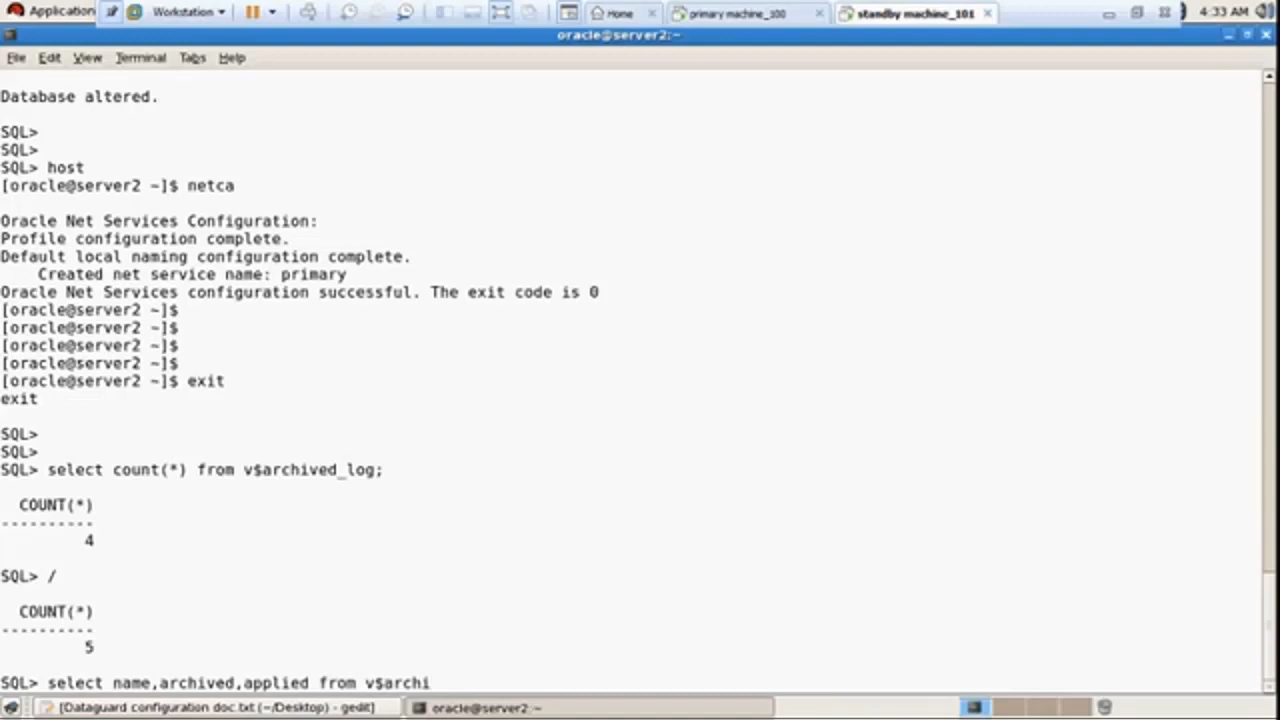 Application
Workstation
Home
primary machine_100
standby machine_101
4:33 AM
oracle@server2:~
File Edit View Terminal Tabs Help
Database altered.
SQL>
SQL>
SQL> host
[oracle@server2 ~]$ netca
Oracle Net Services Configuration:
Profile configuration complete.
Default local naming configuration complete.
Created net service name: primary
Oracle Net Services configuration successful. The exit code is 0
[oracle@server2 ~]$
[oracle@server2 ~]$
[oracle@server2 ~]$
[oracle@server2 ~]$
[oracle@server2 ~]$ exit
exit
SQL>
SQL>
SQL> select count(*) from v$archived_log;
COUNT(*)
----------
4
SQL> /
COUNT(*)
----------
5
SQL> select name,archived,applied from v$archi
[Dataguard configuration doc.txt (~/Desktop) - gedit]
oracle@server2:~